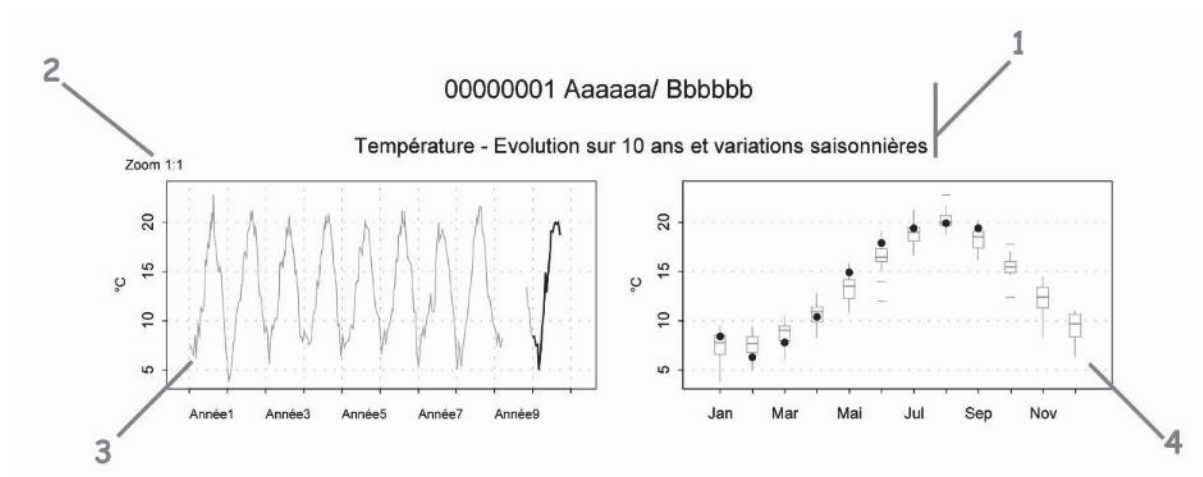 1
2
00000001 Aaaaaa/ Bbbbbb
Température - Evolution sur 10 ans et variations saisonnières
Zoom 1:1
°C
20
15
10
5
Année1 Année3 Année5 Année7 Année9
°C
20
15
10
5
Jan Mar Mai Jul Sep Nov
3
4